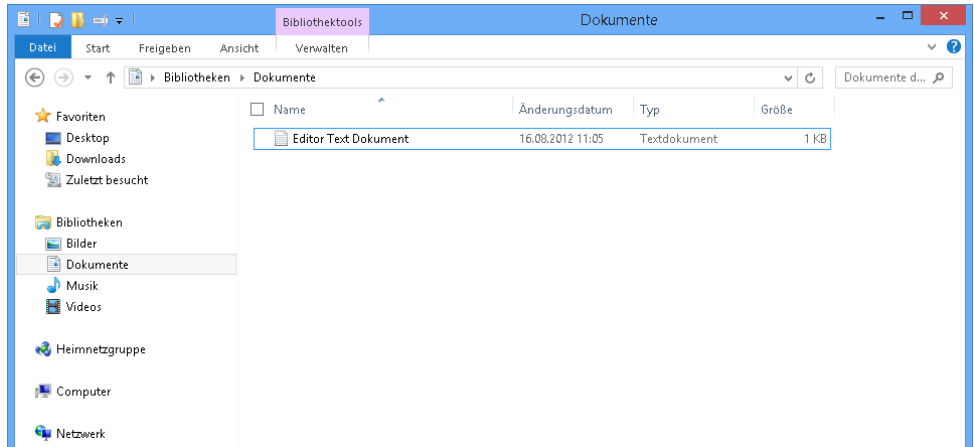 Bibliothektools
Dokumente
Datei Start Freigeben Ansicht Verwalten
Bibliotheken Dokumente
Dokumente d...
Name Änderungsdatum Typ Größe
Editor Text Dokument 16.08.2012 11:05 Textdokument 1 KB
Favoriten
Desktop
Downloads
Zuletzt besucht
Bibliotheken
Bilder
Dokumente
Musik
Videos
Heimnetzgruppe
Computer
Netzwerk